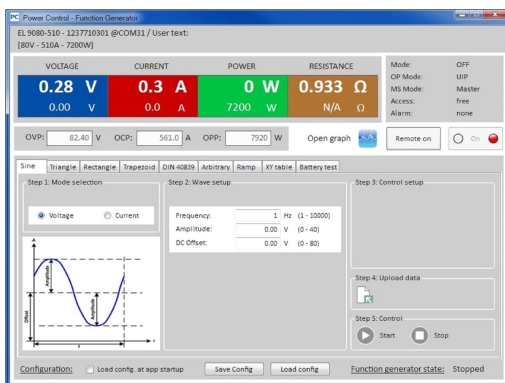 PC Power Control - Function Generator
EL 9080-510 - 1237710301 @COM31 / User text:
[80V - 510A - 7200W]
VOLTAGE CURRENT POWER RESISTANCE
0.28 V 0.3 A 0 W 0.933 Ω
0.00 V 0.0 A 7200 W N/A Ω
Mode: OFF
OP Mode: UIP
MS Mode: Master
Access: free
Alarm: none
OVP: 82.40 V OCP: 561.0 A OPP: 7920 W Open graph Remote on On
Sine Triangle Rectangle Trapezoid DIN 40839 Arbitrary Ramp XY table Battery test
Step 1: Mode selection
Voltage Current
A
Amplitude
Amplitude
Offset
t
Step 2: Wave setup
Frequency: 1 Hz (1 - 10000)
Amplitude: 0.00 V (0 - 40)
DC Offset: 0.00 V (0 - 80)
Step 3: Control setup
Step 4: Upload data
Step 5: Control
Start Stop
Configuration: Load config. at app startup Save Config Load config Function generator state: Stopped